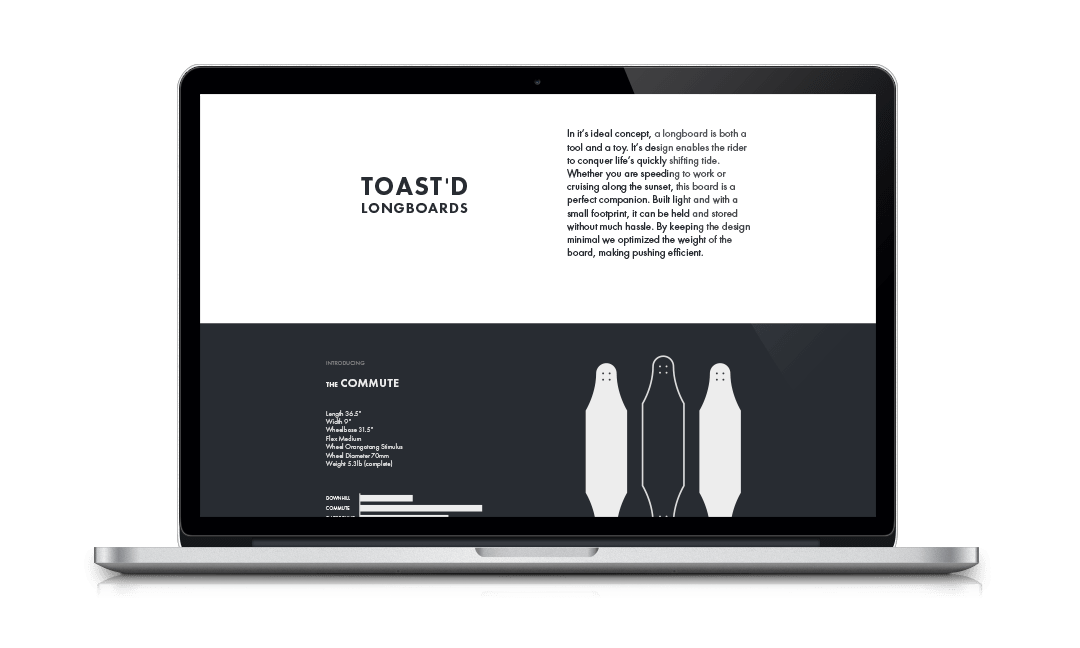 TOAST'D
LONGBOARDS
In it's ideal concept, a longboard is both a
tool and a toy. It's design enables the rider
to conquer life's quickly shifting tide.
Whether you are speeding to work or
cruising along the sunset, this board is a
perfect companion. Built light and with a
small footprint, it can be held and stored
without much hassle. By keeping the design
minimal we optimized the weight of the
board, making pushing efficient.
INTRODUCING
THE COMMUTE
Length 36.5"
Width 9"
Wheelbase 31.5"
Flex Medium
Wheel Orangatang Stimulus
Wheel Diameter 70mm
Weight 5.3lb (complete)
DOWNHILL
COMMUTE